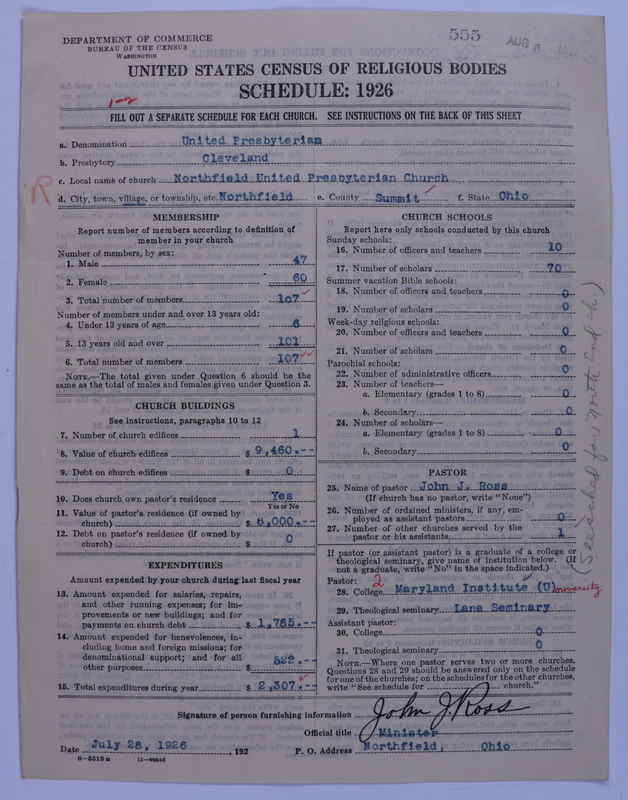 DEPARTMENT OF COMMERCE
BUREAU OF THE CENSUS
WASHINGTON
555
AUG 6 1926
UNITED STATES CENSUS OF RELIGIOUS BODIES
SCHEDULE: 1926
1-2
FILL OUT A SEPARATE SCHEDULE FOR EACH CHURCH. SEE INSTRUCTIONS ON THE BACK OF THIS SHEET
a. Denomination United Presbyterian
b. Presbytery Cleveland
c. Local name of church Northfield United Presbyterian Church
R d. City, town, village, or township, etc. Northfield e. County Summit f. State Ohio
MEMBERSHIP
Report number of members according to definition of
member in your church
Number of members, by sex:
1. Male 47
2. Female 60
3. Total number of members 107
Number of members under and over 13 years old:
4. Under 13 years of age 6
5. 13 years old and over 101
6. Total number of members 107
NOTE.—The total given under Question 6 should be the
same as the total of males and females given under Question 3.
CHURCH BUILDINGS
See instructions, paragraphs 10 to 12
7. Number of church edifices 1
8. Value of church edifices $ 9,460.--
9. Debt on church edifices $ 0
10. Does church own pastor's residence Yes
Yes or No
11. Value of pastor's residence (if owned by
church) $ 6,000.--
12. Debt on pastor's residence (if owned by
church) $ 0
EXPENDITURES
Amount expended by your church during last fiscal year
13. Amount expended for salaries, repairs,
and other running expenses; for im-
provements or new buildings; and for
payments on church debt $ 1,785.--
14. Amount expended for benevolences, in-
cluding home and foreign missions; for
denominational support; and for all
other purposes $ 522.--
15. Total expenditures during year $ 2,307.--
CHURCH SCHOOLS
Report here only schools conducted by this church
Sunday schools:
16. Number of officers and teachers 10
17. Number of scholars 70
Summer vacation Bible schools:
18. Number of officers and teachers 0
19. Number of scholars 0
Week-day religious schools:
20. Number of officers and teachers 0
21. Number of scholars 0
Parochial schools:
22. Number of administrative officers 0
23. Number of teachers—
a. Elementary (grades 1 to 8) 0
b. Secondary 0
24. Number of scholars—
a. Elementary (grades 1 to 8) 0
b. Secondary 0
PASTOR
25. Name of pastor John J. Ross
(If church has no pastor, write "None")
26. Number of ordained ministers, if any, em-
ployed as assistant pastors 0
27. Number of other churches served by the
pastor or his assistants 1
If pastor (or assistant pastor) is a graduate of a college or
theological seminary, give name of institution below. (If
not a graduate, write "No" in the space indicated.)
Pastor: 2
28. College Maryland Institute (U)niversity
29. Theological seminary Lane Seminary
Assistant pastor:
30. College 0
31. Theological seminary 0
NOTE.—Where one pastor serves two or more churches,
Questions 28 and 29 should be answered only on the schedule
for one of the churches; on the schedules for the other churches,
write "See schedule for church."
(See sched for North End ch.)
Signature of person furnishing information John J Ross
Official title Minister
Date July 28, 1926, 192 P. O. Address Northfield, Ohio
8-5518 a 11-9664d